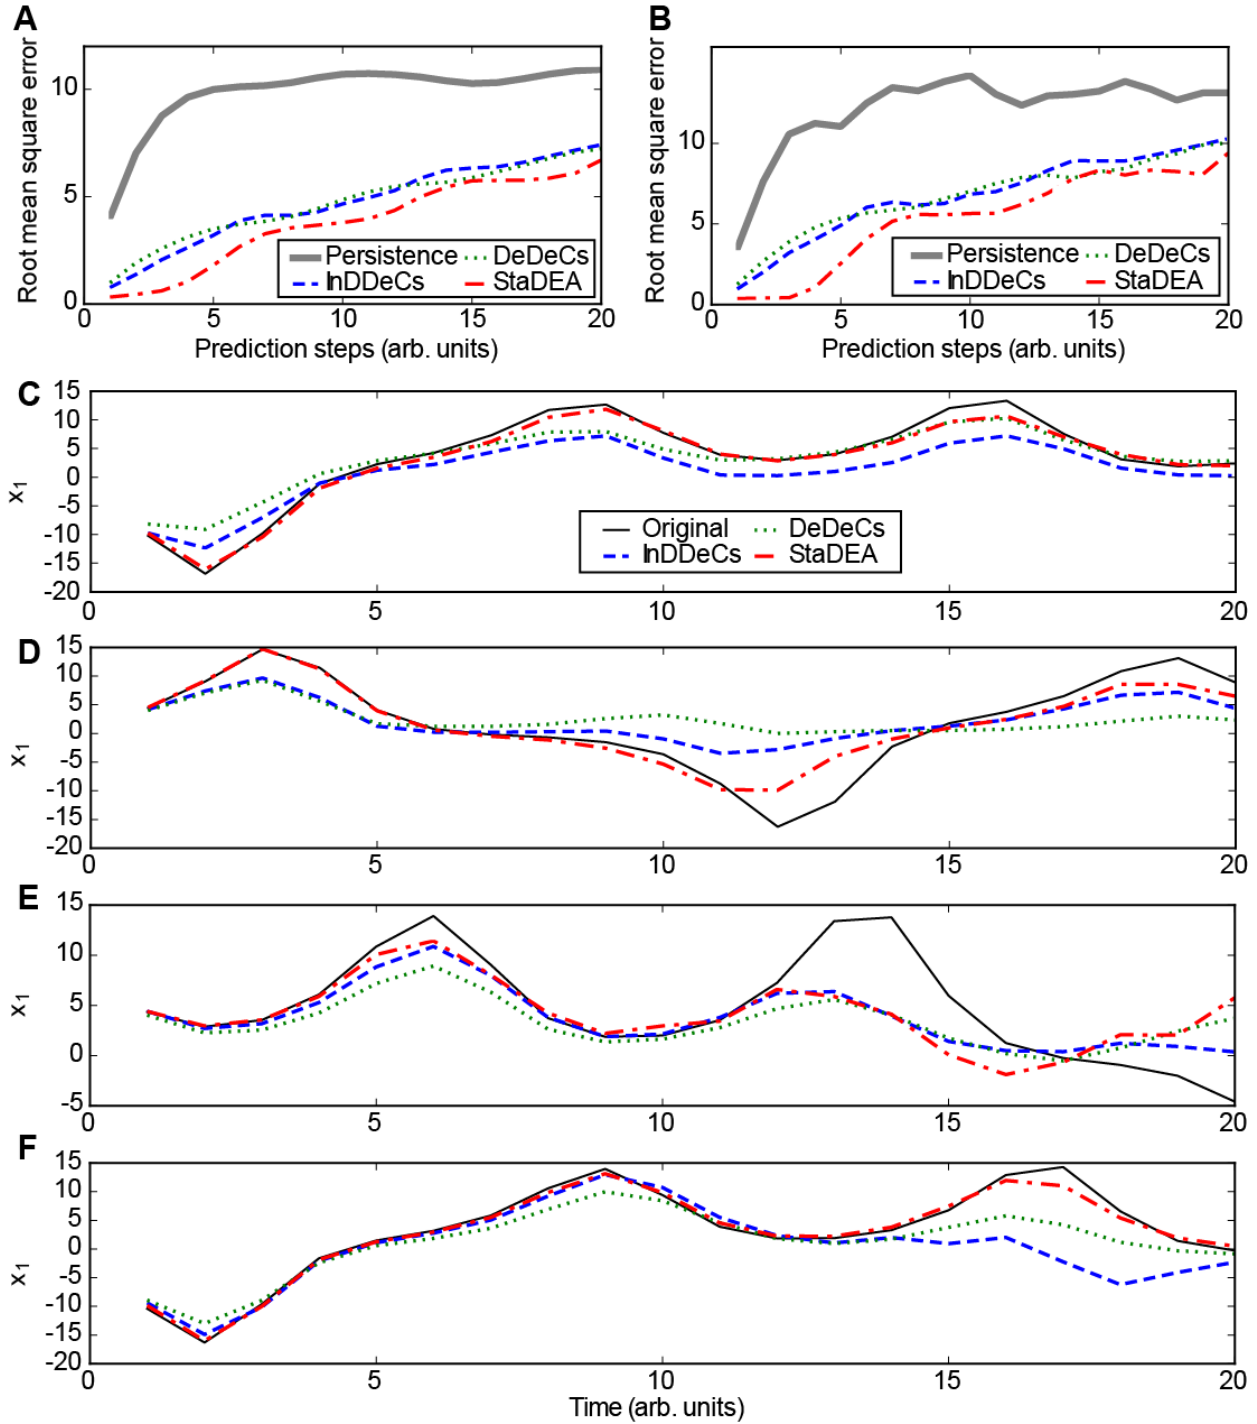 A
Root mean square error
10
5
0
Persistence
DeDeCs
InDDeCs
StaDEA
5
10
15
20
Prediction steps (arb. units)
B
Root mean square error
10
5
0
Persistence
DeDeCs
InDDeCs
StaDEA
0
5
10
15
20
Prediction steps (arb. units)
C
15
10
5
0
-5
-10
-15
-20
x1
Original
DeDeCs
InDDeCs
StaDEA
0
5
10
15
20
D
15
10
5
0
-5
-10
-15
-20
x1
0
5
10
15
20
E
15
10
5
0
-5
x1
0
5
10
15
20
F
15
10
5
0
-5
-10
-15
-20
x1
0
5
10
15
20
Time (arb. units)